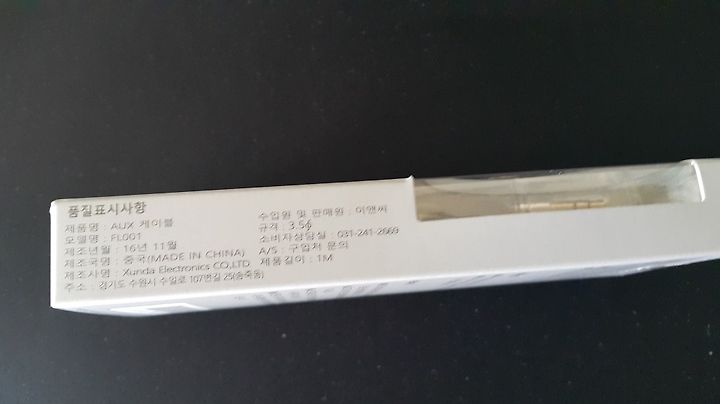 품질표시사항
제품명 : AUX 케이블
모델명 : FL001
제조년월 : 16년 11월
제조국명 : 중국(MADE IN CHINA)
제조사명 : Xunda Electronics CO,LTD
주소 : 경기도 수원시 수일로 107번길 25(송죽동)
수입원 및 판매원 : 이앤씨
규격 : 3.5ϕ
소비자상담실 : 031-241-2069
A/S : 구입처 문의
제품길이 : 1M